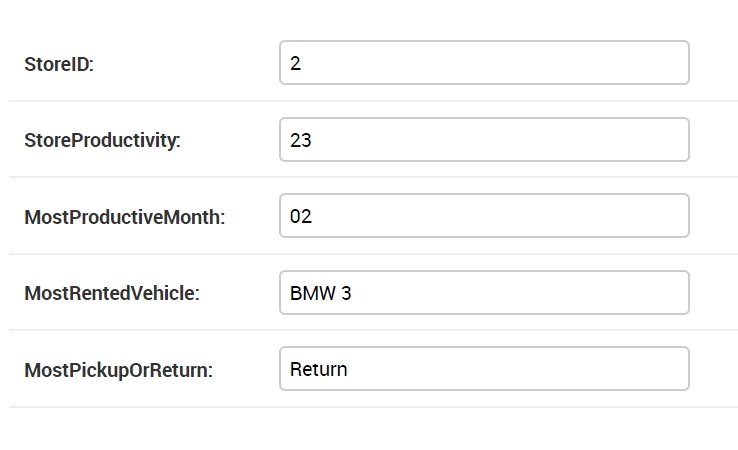 StoreID: 2
StoreProductivity: 23
MostProductiveMonth: 02
MostRentedVehicle: BMW 3
MostPickupOrReturn: Return